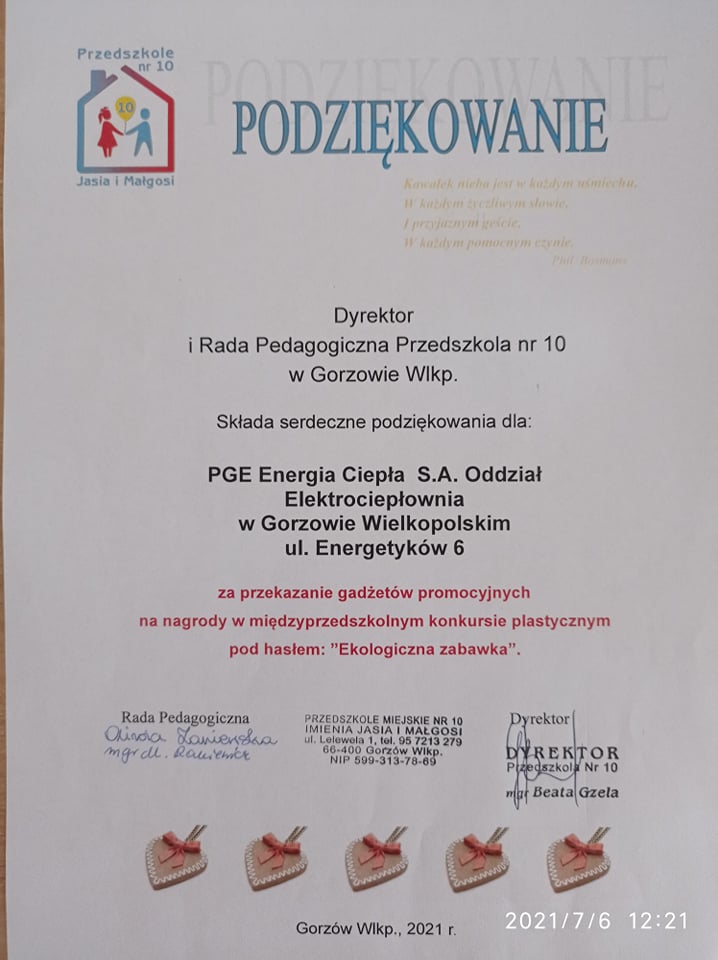 Przedszkole
nr 10
10
Jasia i Małgosi
PODZIĘKOWANIE
PODZIĘKOWANIE
Kawałek nieba jest w każdym uśmiechu,
W każdym życzliwym słowie,
I przyjaznym geście,
W każdym pomocnym czynie.
Phil Bosmans
Dyrektor
i Rada Pedagogiczna Przedszkola nr 10
w Gorzowie Wlkp.
Składa serdeczne podziękowania dla:
PGE Energia Ciepła S.A. Oddział
Elektrociepłownia
w Gorzowie Wielkopolskim
ul. Energetyków 6
za przekazanie gadżetów promocyjnych
na nagrody w międzyprzedszkolnym konkursie plastycznym
pod hasłem: ”Ekologiczna zabawka”.
Rada Pedagogiczna
mgr
PRZEDSZKOLE MIEJSKIE NR 10
IMIENIA JASIA I MAŁGOSI
ul. Lelewela 1, tel. 95 7213 279
66-400 Gorzów Wlkp.
NIP 599-313-78-69
Dyrektor
DYREKTOR
Przedszkola Nr 10
mgr Beata Gzela
Gorzów Wlkp., 2021 r.
2021/7/6 12:21